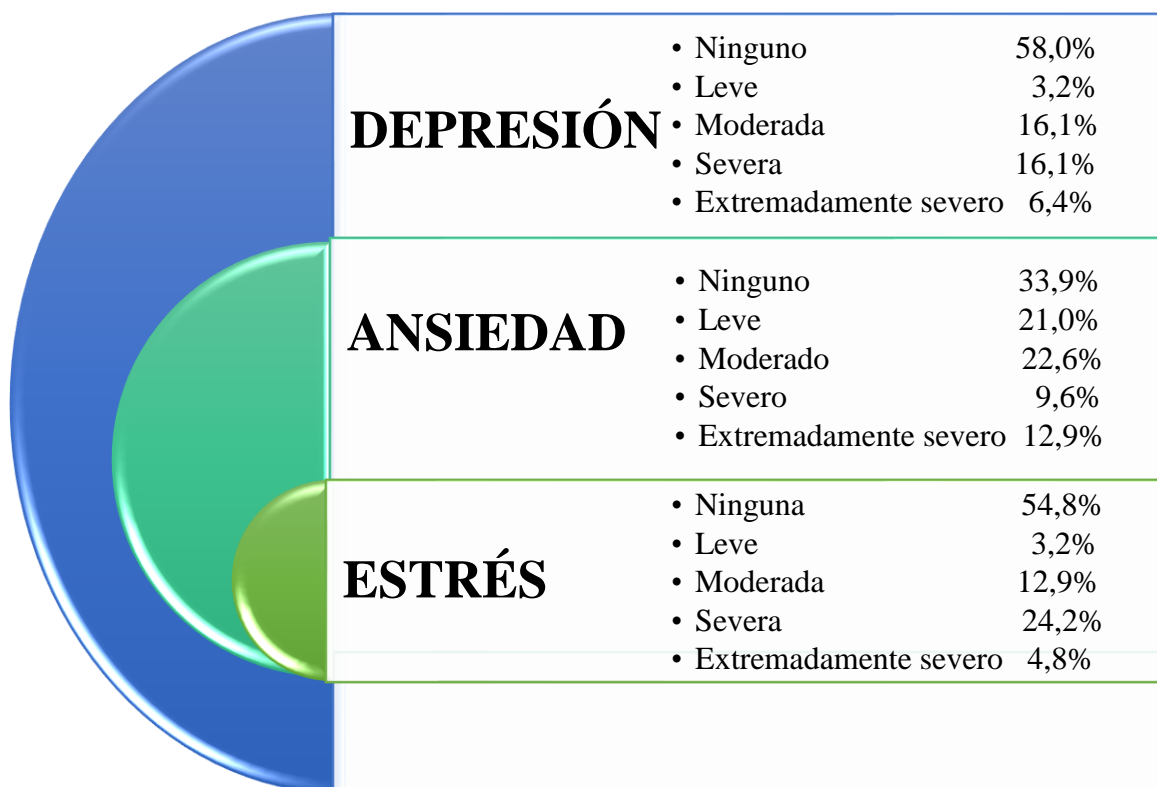 DEPRESIÓN
• Ninguno 58,0%
• Leve 3,2%
• Moderada 16,1%
• Severa 16,1%
• Extremadamente severo 6,4%
ANSIEDAD
• Ninguno 33,9%
• Leve 21,0%
• Moderado 22,6%
• Severo 9,6%
• Extremadamente severo 12,9%
ESTRÉS
• Ninguna 54,8%
• Leve 3,2%
• Moderada 12,9%
• Severa 24,2%
• Extremadamente severo 4,8%